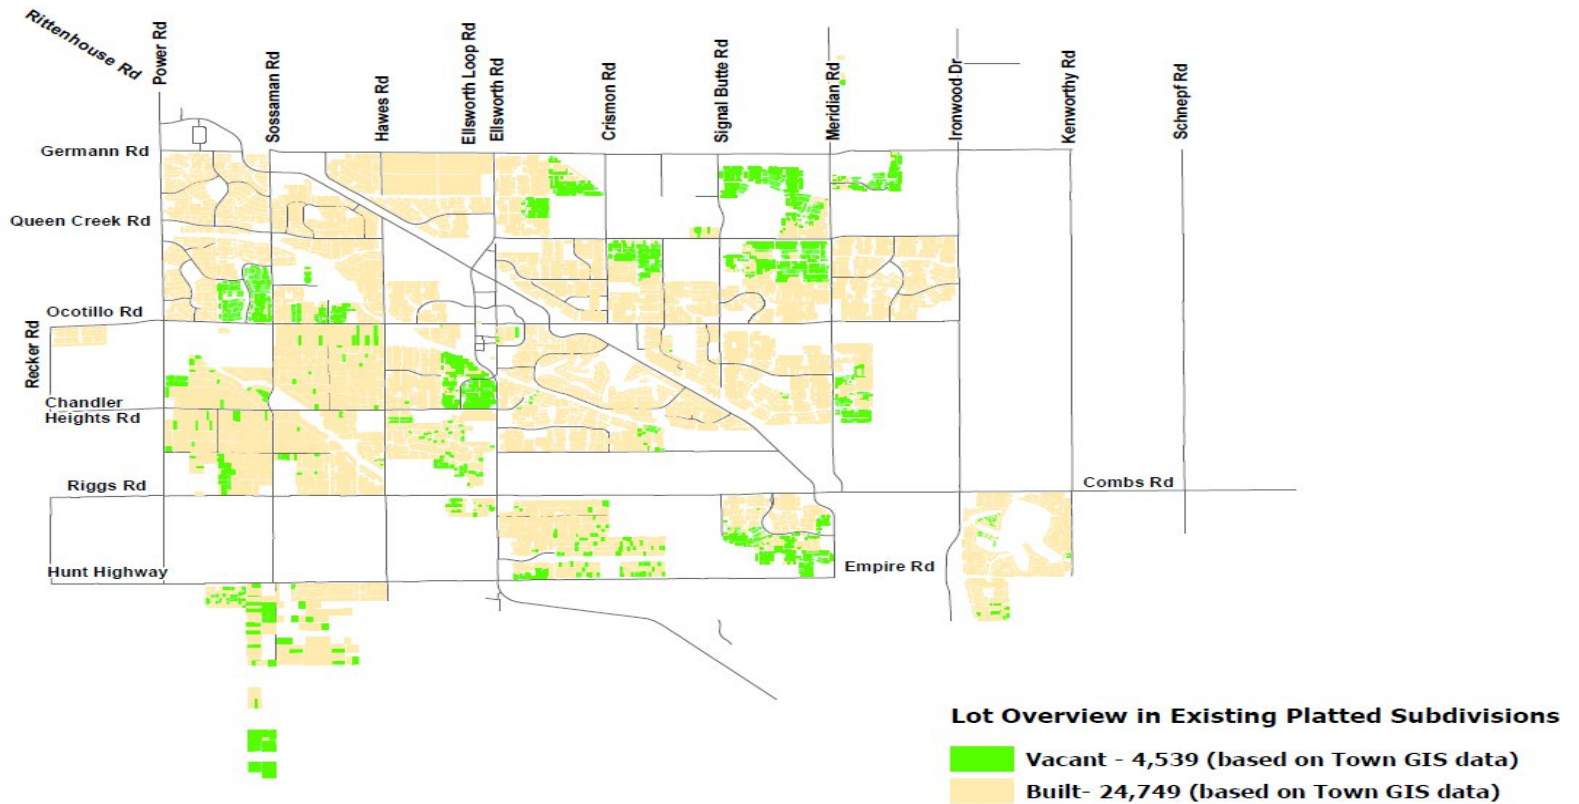 Rittenhouse Rd
Power Rd
Sossaman Rd
Hawes Rd
Ellsworth Loop Rd
Ellsworth Rd
Crismon Rd
Signal Butte Rd
Meridian Rd
Ironwood Dr
Kenworthy Rd
Schnepf Rd
Germann Rd
Queen Creek Rd
Ocotillo Rd
Recker Rd
Chandler
Heights Rd
Riggs Rd
Combs Rd
Hunt Highway
Empire Rd
Lot Overview in Existing Platted Subdivisions
Vacant - 4,539 (based on Town GIS data)
Built- 24,749 (based on Town GIS data)